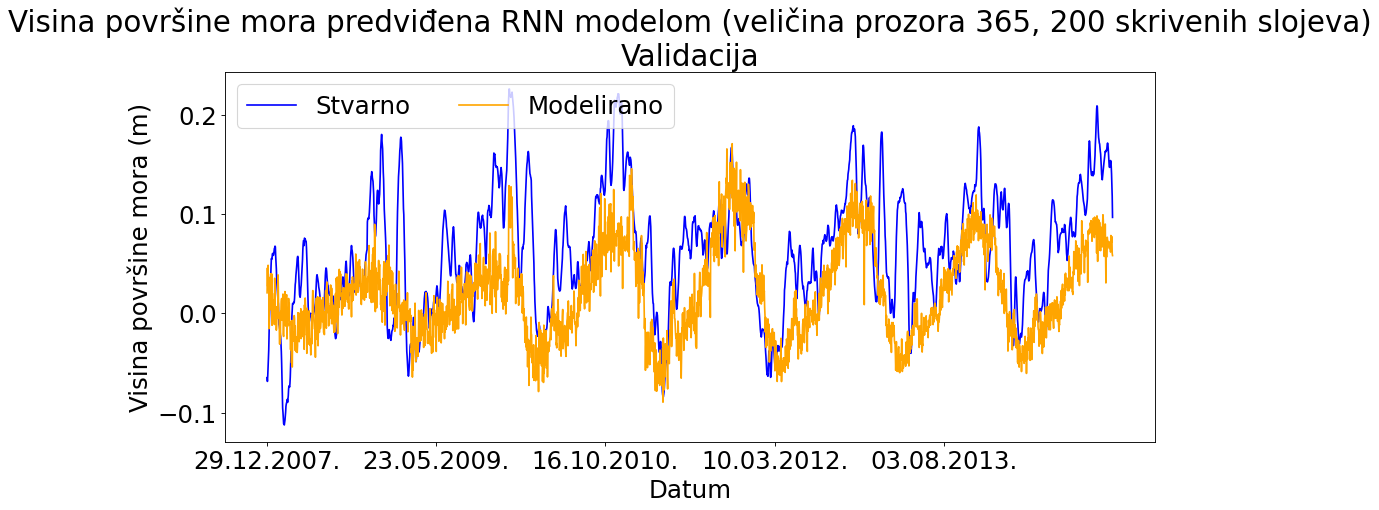 Visina površine mora predviđena RNN modelom (veličina prozora 365, 200 skrivenih slojeva)
Validacija
Stvarno Modelirano
Visina površine mora (m)
0.2
0.1
0.0
−0.1
29.12.2007. 23.05.2009. 16.10.2010. 10.03.2012. 03.08.2013.
Datum